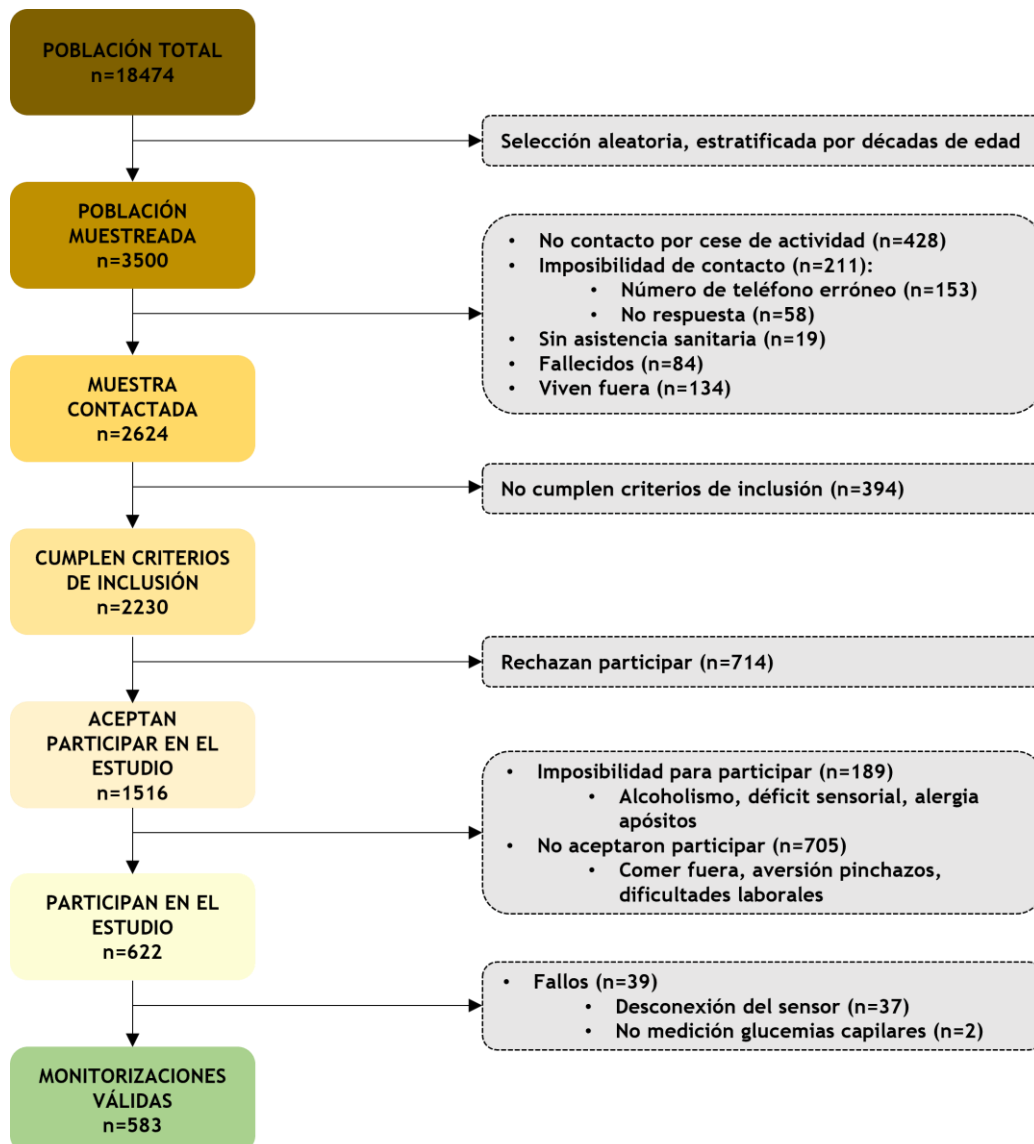 POBLACIÓN TOTAL
n=18474
Selección aleatoria, estratificada por décadas de edad
POBLACIÓN
MUESTREADA
n=3500
• No contacto por cese de actividad (n=428)
• Imposibilidad de contacto (n=211):
• Número de teléfono erróneo (n=153)
• No respuesta (n=58)
• Sin asistencia sanitaria (n=19)
• Fallecidos (n=84)
• Viven fuera (n=134)
MUESTRA
CONTACTADA
n=2624
No cumplen criterios de inclusión (n=394)
CUMPLEN CRITERIOS
DE INCLUSIÓN
n=2230
Rechazan participar (n=714)
ACEPTAN
PARTICIPAR EN EL
ESTUDIO
n=1516
• Imposibilidad para participar (n=189)
• Alcoholismo, déficit sensorial, alergia
apósitos
• No aceptaron participar (n=705)
• Comer fuera, aversión pinchazos,
dificultades laborales
PARTICIPAN EN EL
ESTUDIO
n=622
• Fallos (n=39)
• Desconexión del sensor (n=37)
• No medición glucemias capilares (n=2)
MONITORIZACIONES
VÁLIDAS
n=583